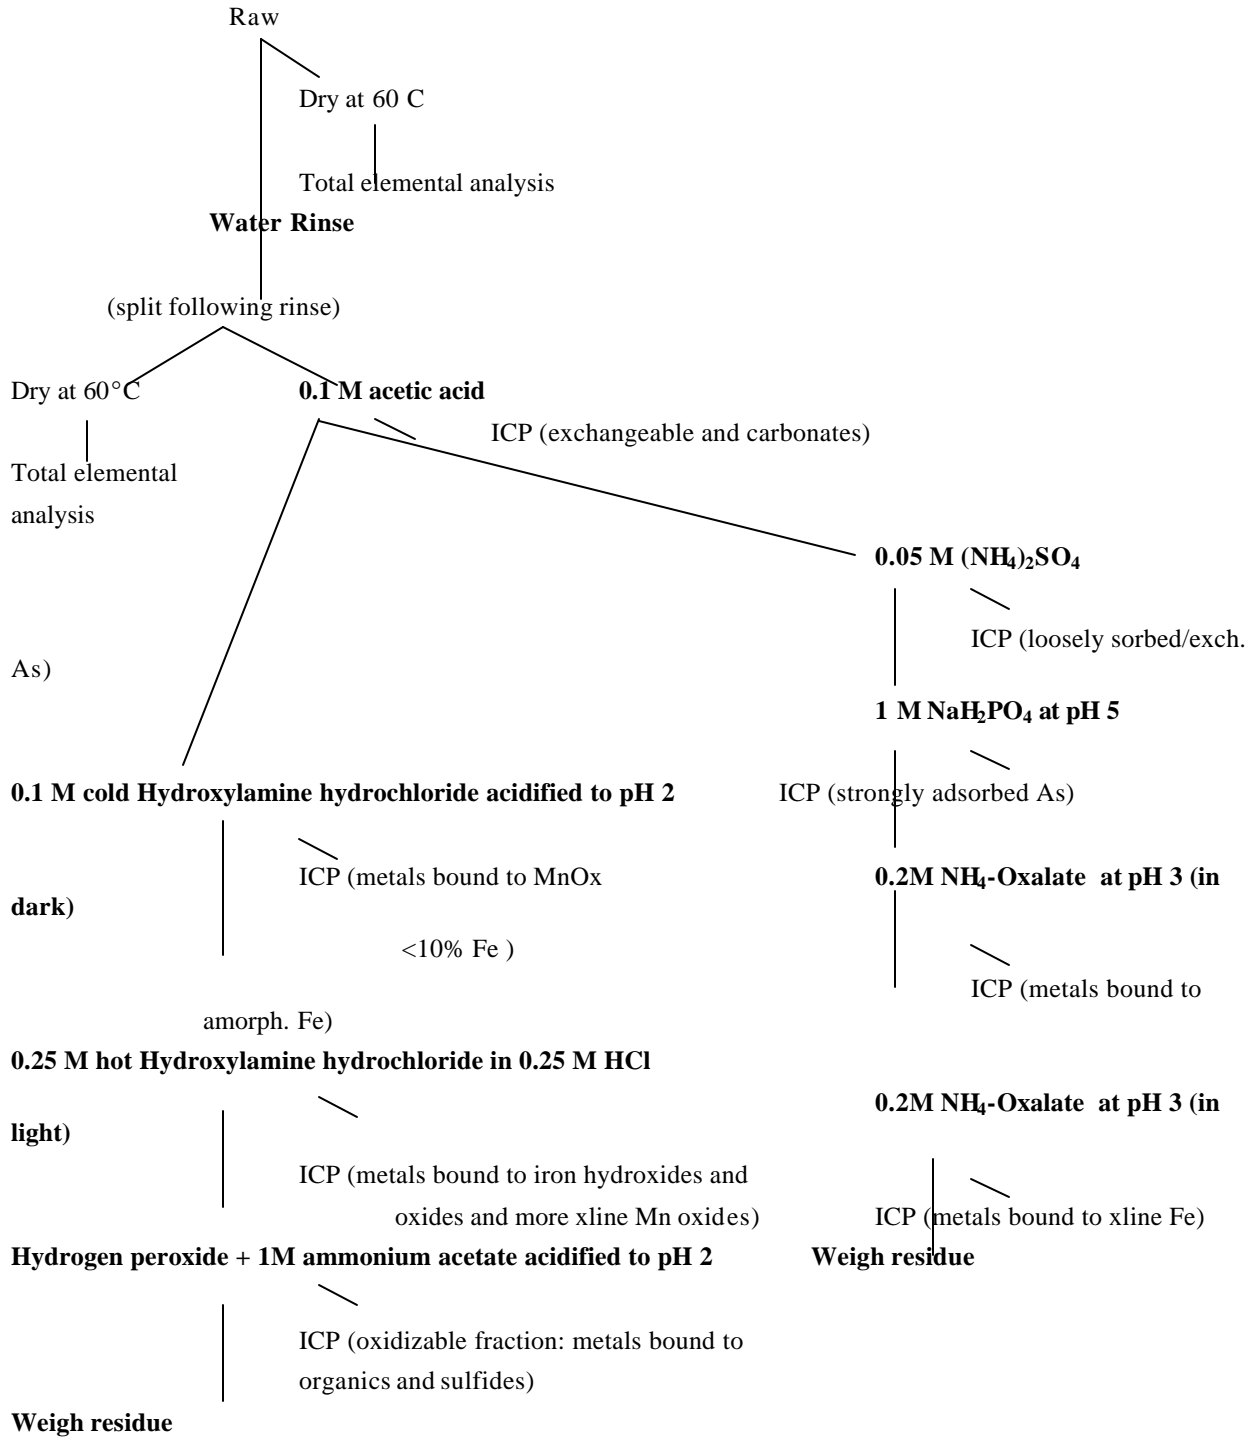 Raw
Dry at 60 C
Total elemental analysis
Water Rinse
(split following rinse)
Dry at 60°C
0.1 M acetic acid
ICP (exchangeable and carbonates)
Total elemental
analysis
0.05 M (NH₄)₂SO₄
ICP (loosely sorbed/exch.
As)
1 M NaH₂PO₄ at pH 5
0.1 M cold Hydroxylamine hydrochloride acidified to pH 2
ICP (strongly adsorbed As)
ICP (metals bound to MnOx
0.2M NH₄-Oxalate at pH 3 (in
dark)
<10% Fe )
ICP (metals bound to
amorph. Fe)
0.25 M hot Hydroxylamine hydrochloride in 0.25 M HCl
0.2M NH₄-Oxalate at pH 3 (in
light)
ICP (metals bound to iron hydroxides and
oxides and more xline Mn oxides)
ICP (metals bound to xline Fe)
Hydrogen peroxide + 1M ammonium acetate acidified to pH 2
Weigh residue
ICP (oxidizable fraction: metals bound to
organics and sulfides)
Weigh residue